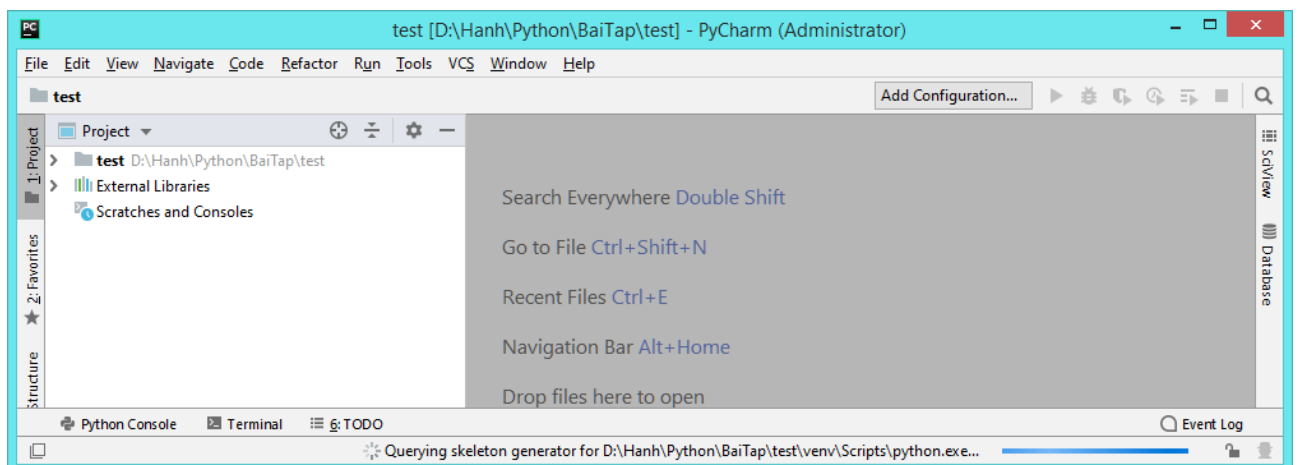 PC
test [D:\Hanh\Python\BaiTap\test] - PyCharm (Administrator)
File Edit View Navigate Code Refactor Run Tools VCS Window Help
test
Add Configuration...
1: Project
2: Favorites
Structure
Project
test D:\Hanh\Python\BaiTap\test
External Libraries
Scratches and Consoles
Search Everywhere Double Shift
Go to File Ctrl+Shift+N
Recent Files Ctrl+E
Navigation Bar Alt+Home
Drop files here to open
SciView
Database
Python Console Terminal 6: TODO Event Log
Querying skeleton generator for D:\Hanh\Python\BaiTap\test\venv\Scripts\python.exe...